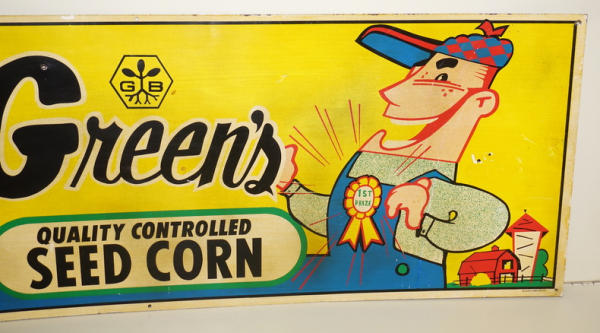 G B
Green's
QUALITY CONTROLLED
SEED CORN
1ST
PRIZE